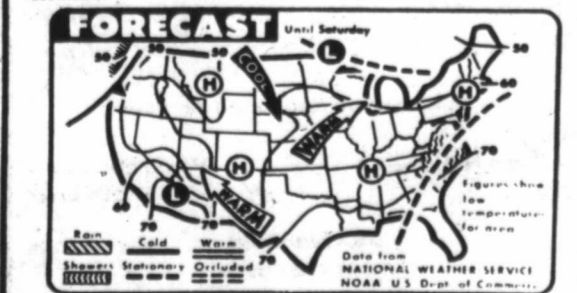 FORECAST
Until Saturday
50 50 50 L 50
COOL
H H 60
WARM
H H 70
L
WARM
60
70 70
70
Figures show
low
temperatures
for area
Rain Cold Warm
Showers Stationary Occluded
Data from
NATIONAL WEATHER SERVICE
NOAA U S Dept of Commerce